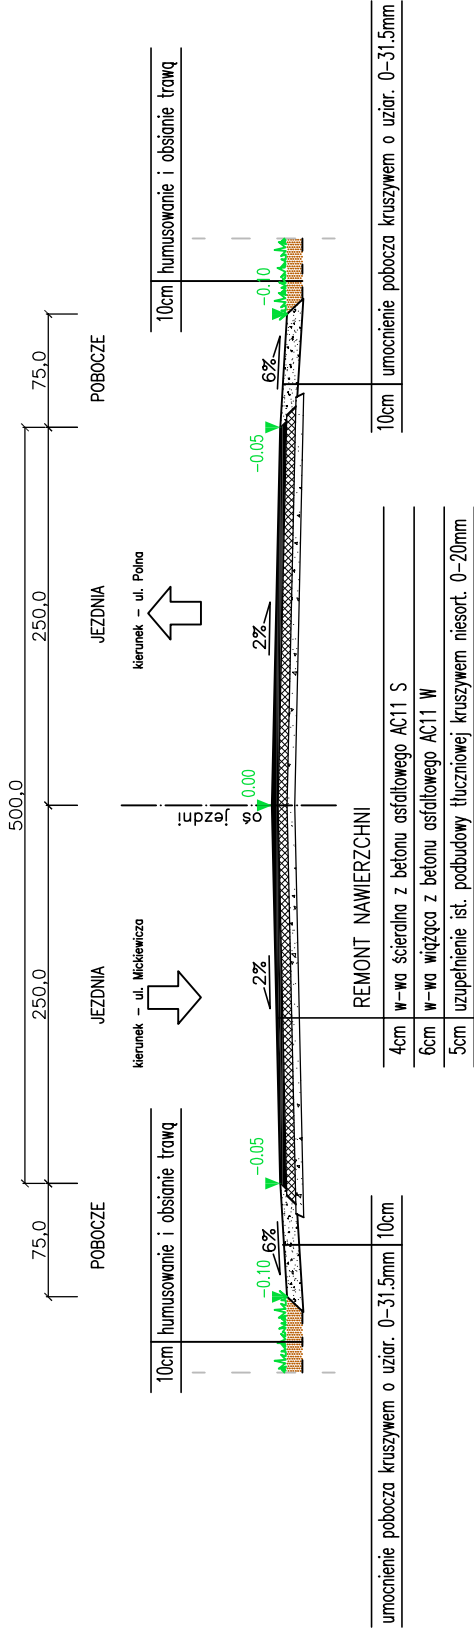 500,0
75,0
250,0
250,0
75,0
POBOCZE
JEZDNIA
JEZDNIA
POBOCZE
kierunek - ul. Mickiewicza
kierunek - ul. Polna
10cm humusowanie i obsianie trawą
10cm humusowanie i obsianie trawą
oś jezdni
-0.10
-0.05
0.00
-0.05
-0.10
6%
2%
2%
6%
REMONT NAWIERZCHNI
umocnienie pobocza kruszywem o uziar. 0-31.5mm 10cm
10cm umocnienie pobocza kruszywem o uziar. 0-31.5mm
4cm w-wa ścieralna z betonu asfaltowego AC11 S
6cm w-wa wiążąca z betonu asfaltowego AC11 W
5cm uzupełnienie ist. podbudowy tłuczniowej kruszywem niesort. 0-20mm